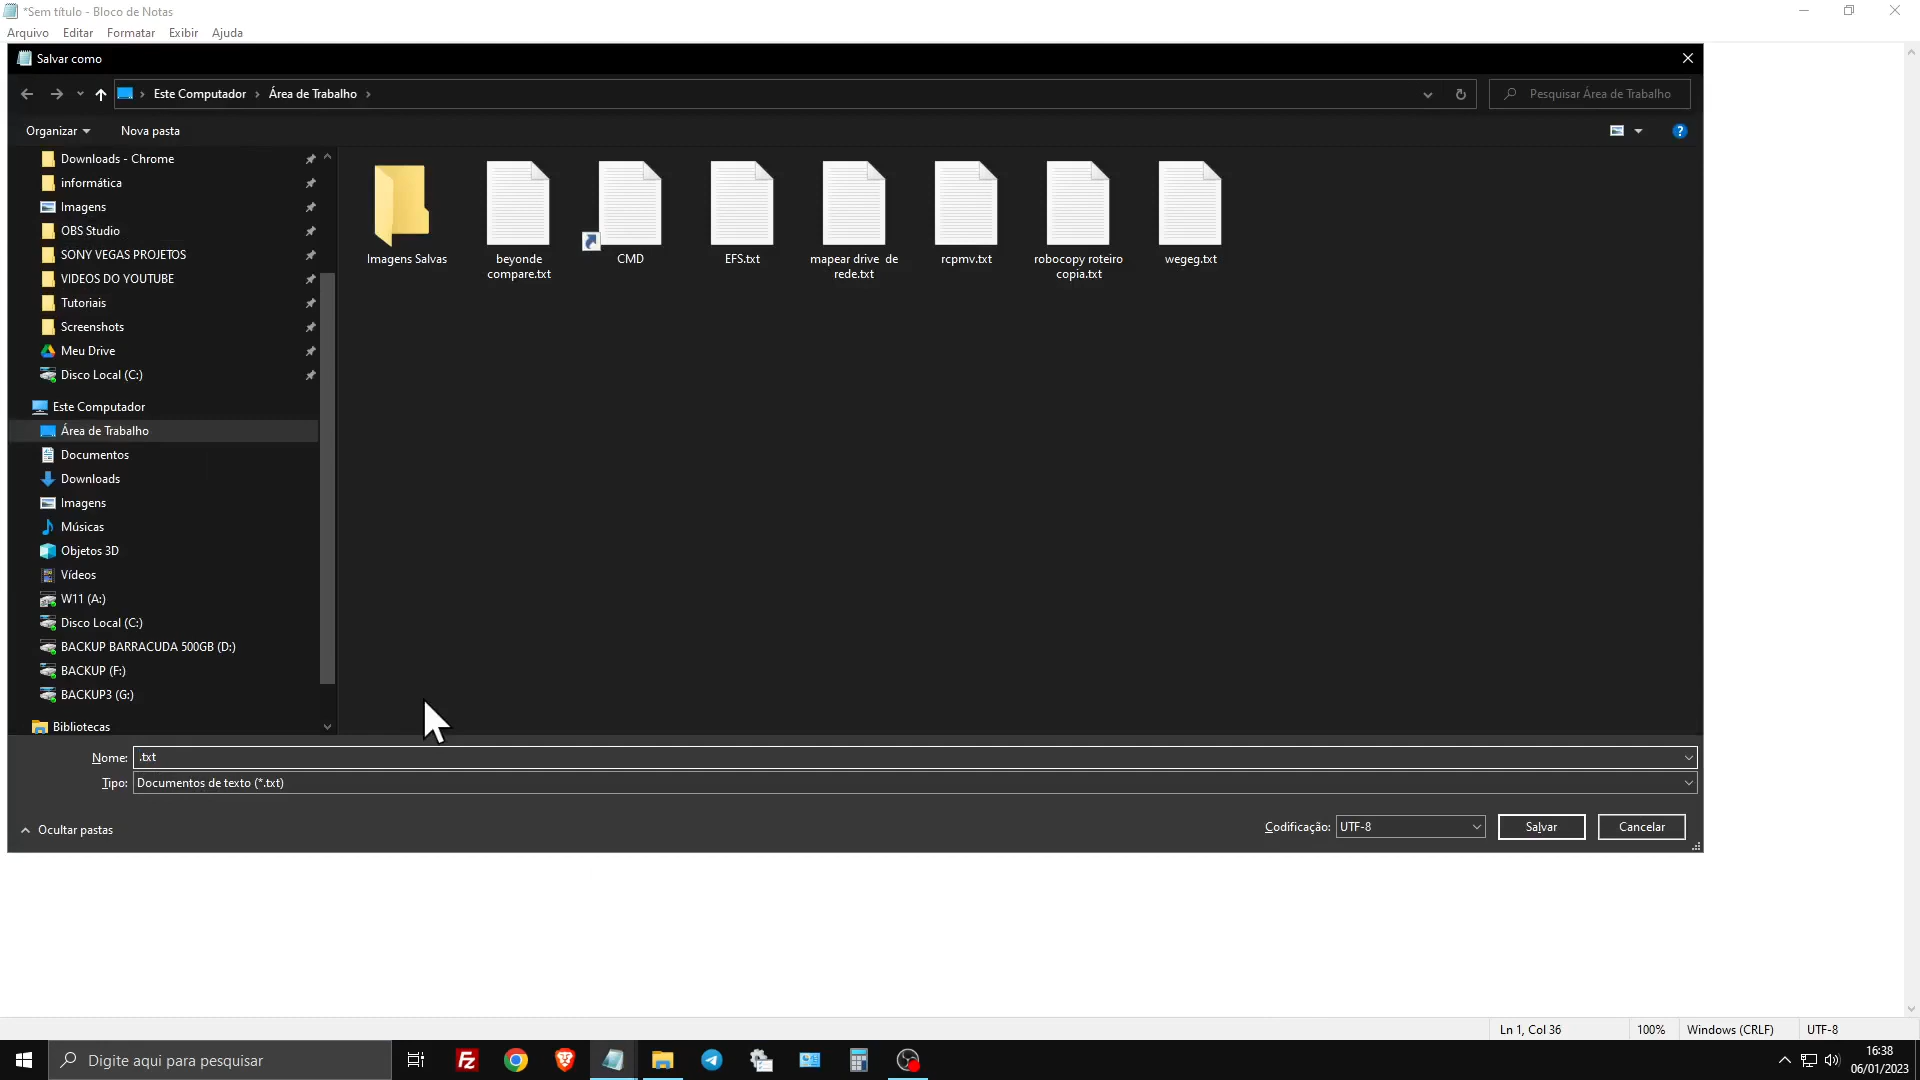 *Sem título - Bloco de Notas
Arquivo Editar Formatar Exibir Ajuda
Salvar como
Este Computador Área de Trabalho
Pesquisar Área de Trabalho
Organizar Nova pasta
Downloads - Chrome
informática
Imagens
OBS Studio
SONY VEGAS PROJETOS
VIDEOS DO YOUTUBE
Tutoriais
Screenshots
Meu Drive
Disco Local (C:)
Este Computador
Área de Trabalho
Documentos
Downloads
Imagens
Músicas
Objetos 3D
Vídeos
W11 (A:)
Disco Local (C:)
BACKUP BARRACUDA 500GB (D:)
BACKUP (F:)
BACKUP3 (G:)
Bibliotecas
Imagens Salvas
beyonde
compare.txt
CMD
EFS.txt
mapear drive de
rede.txt
rcpmv.txt
robocopy roteiro
copia.txt
wegeg.txt
Nome: .txt
Tipo: Documentos de texto (*.txt)
Ocultar pastas
Codificação: UTF-8 Salvar Cancelar
Ln 1, Col 36 100% Windows (CRLF) UTF-8
Digite aqui para pesquisar
16:38
06/01/2023